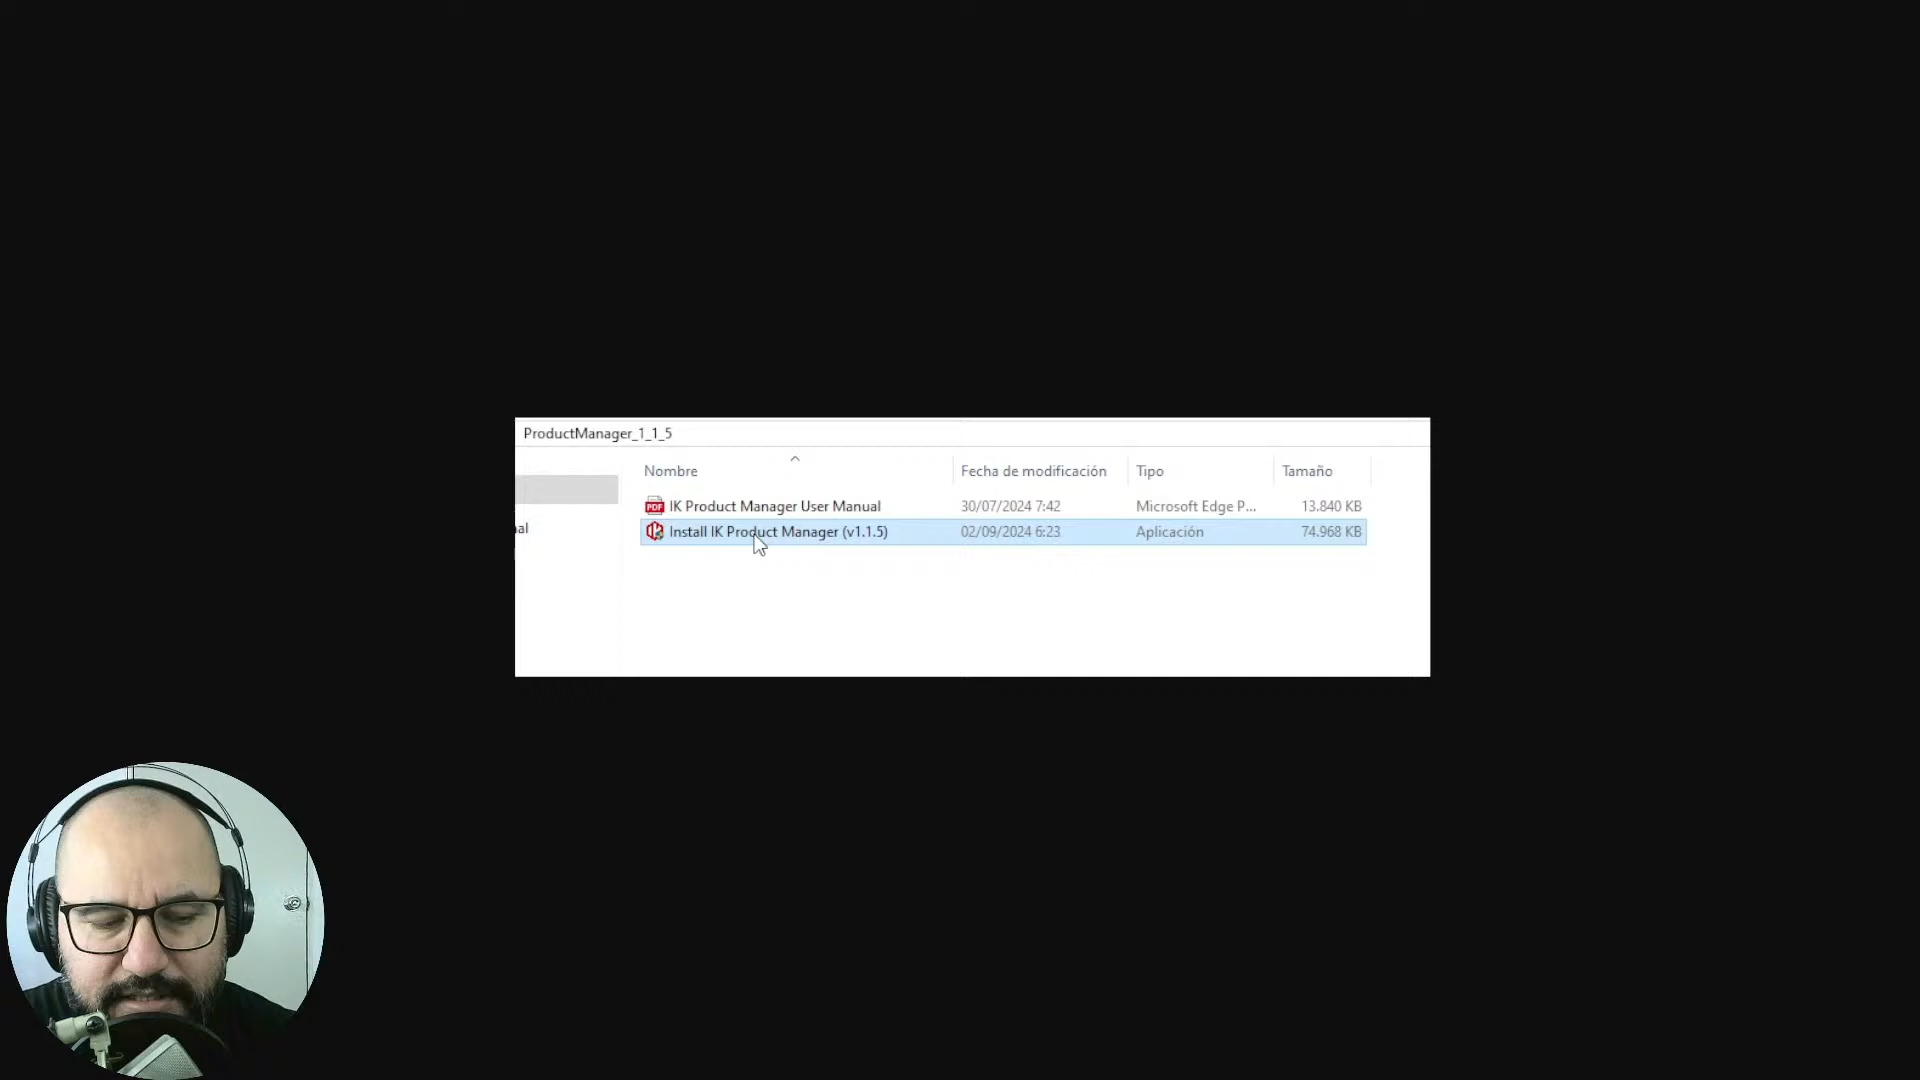 ProductManager_1_1_5
Nombre Fecha de modificación Tipo Tamaño
PDF IK Product Manager User Manual 30/07/2024 7:42 Microsoft Edge P... 13.840 KB
al Install IK Product Manager (v1.1.5) 02/09/2024 6:23 Aplicación 74.968 KB